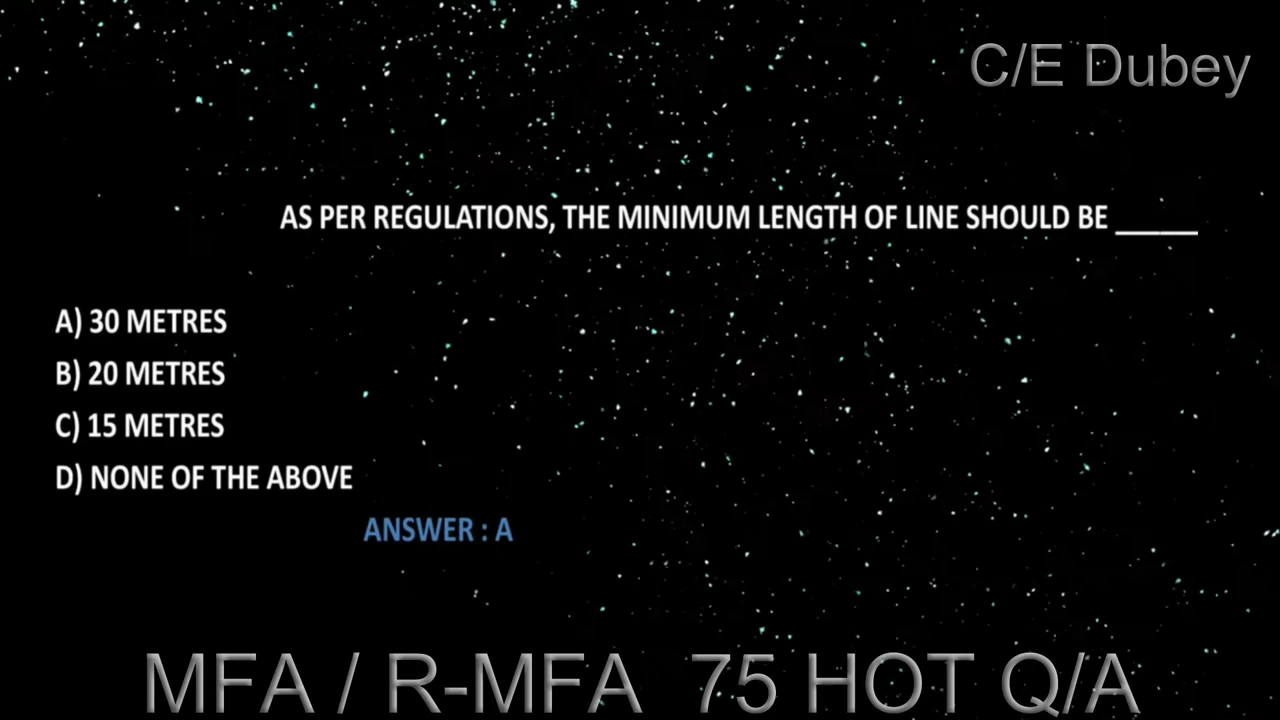 C/E Dubey
AS PER REGULATIONS, THE MINIMUM LENGTH OF LINE SHOULD BE _____
A) 30 METRES
B) 20 METRES
C) 15 METRES
D) NONE OF THE ABOVE
ANSWER : A
MFA / R-MFA 75 HOT Q/A